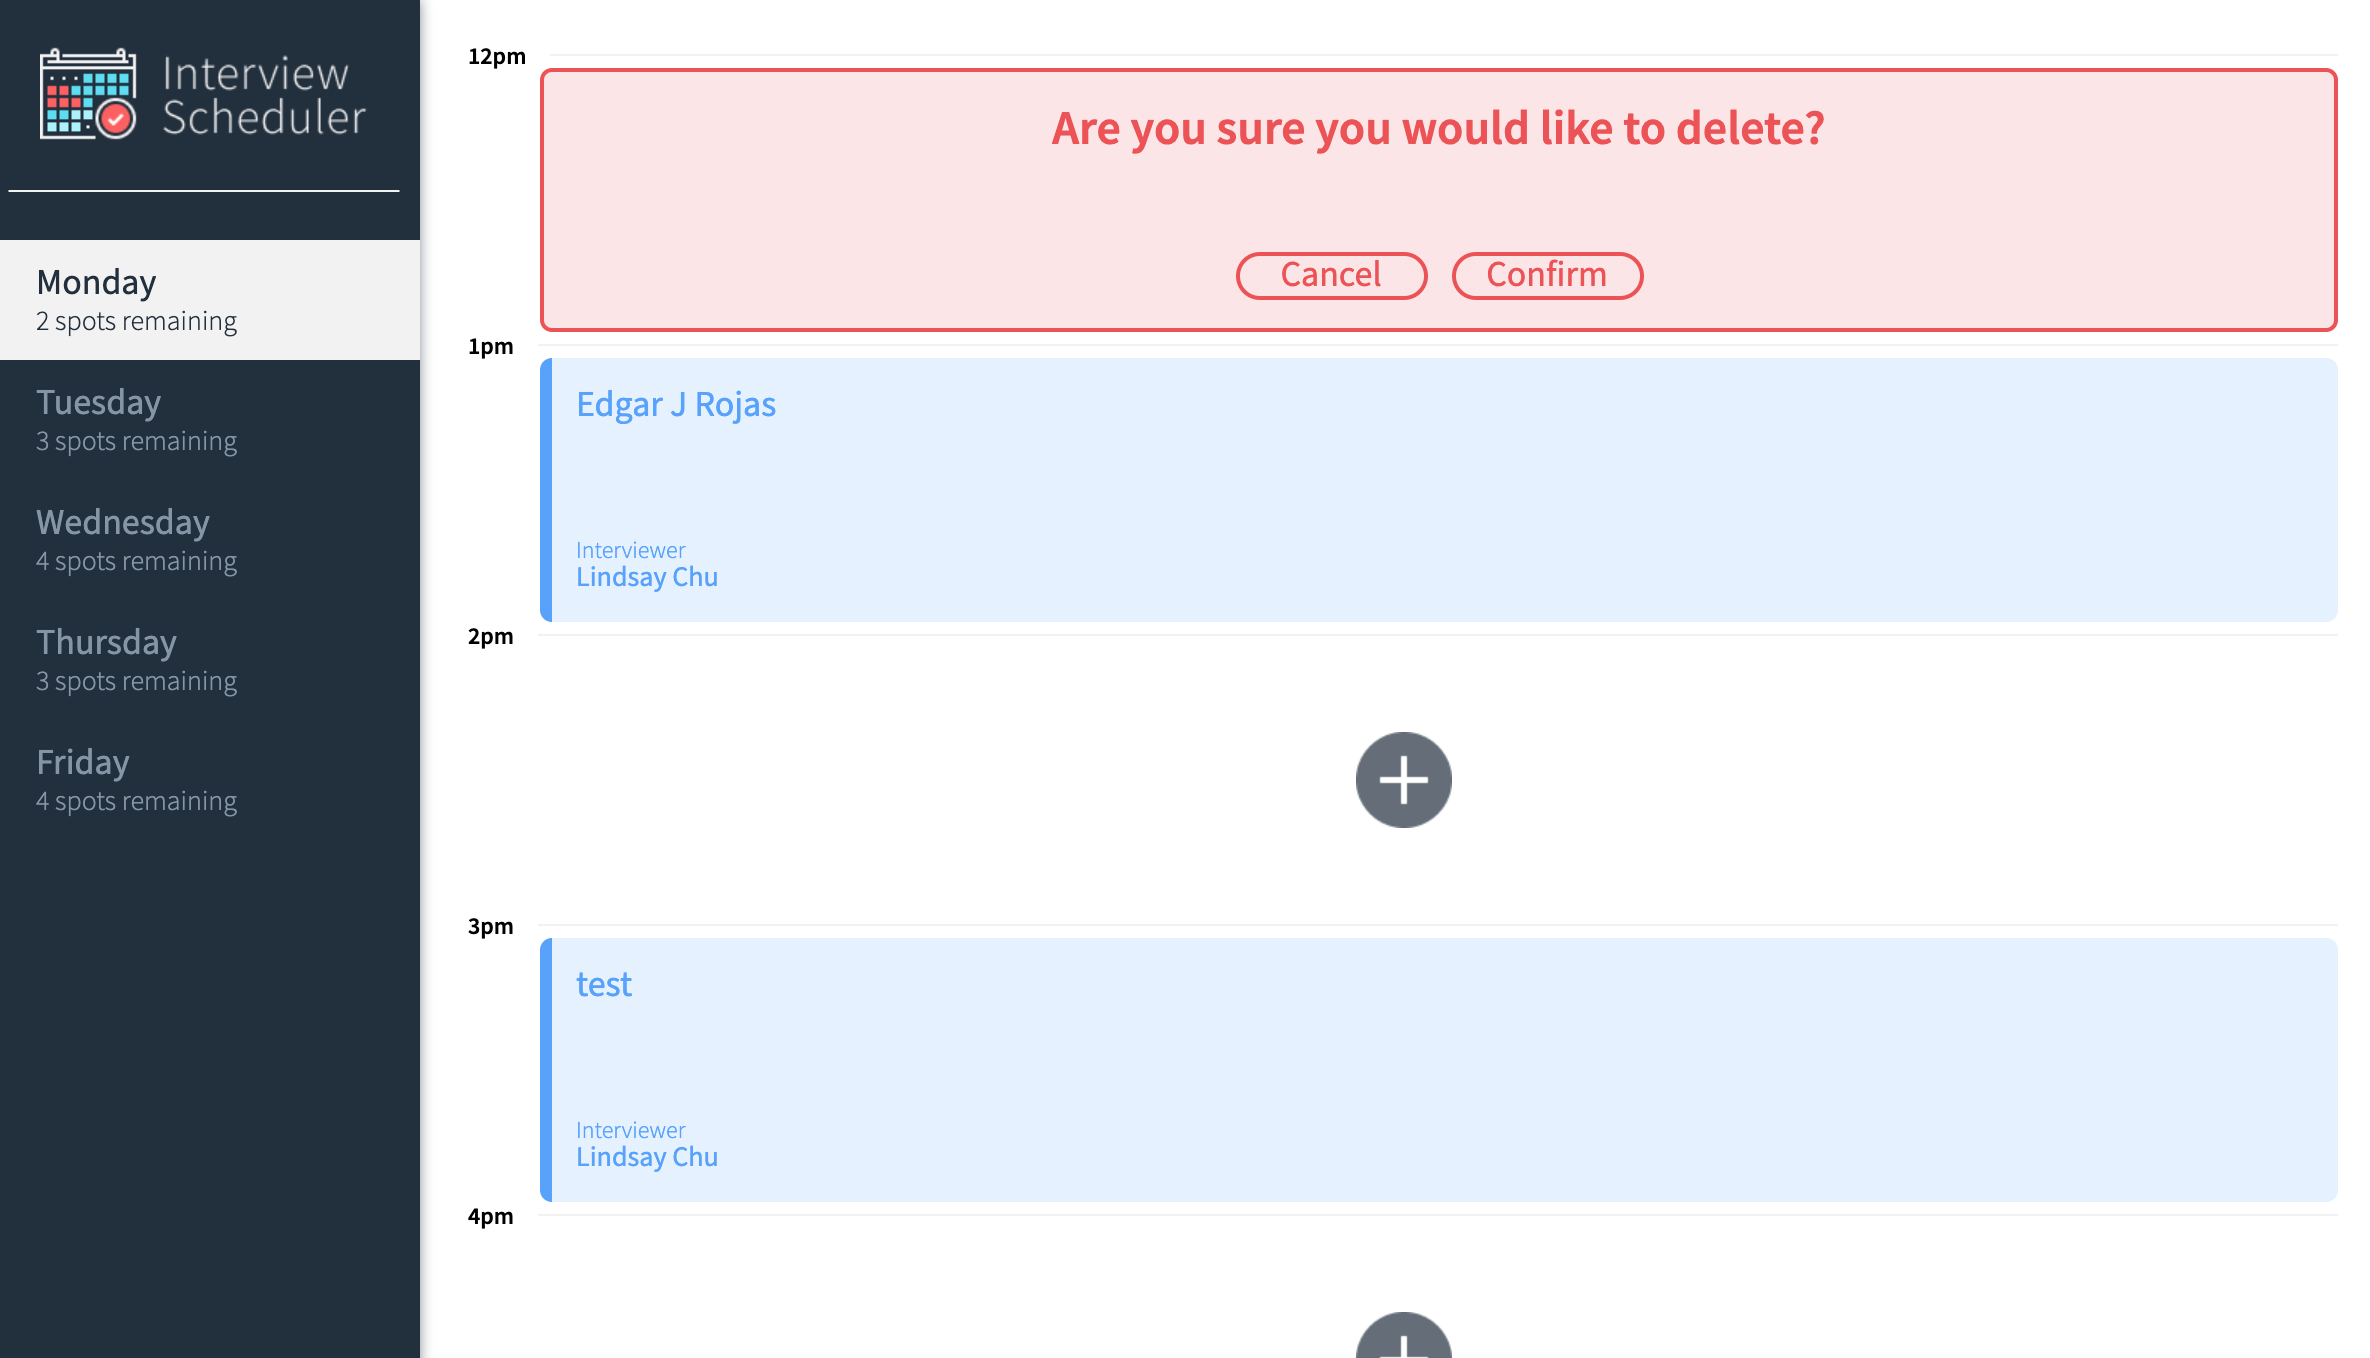 Interview
Scheduler
Monday
2 spots remaining
Tuesday
3 spots remaining
Wednesday
4 spots remaining
Thursday
3 spots remaining
Friday
4 spots remaining
12pm
Are you sure you would like to delete?
Cancel Confirm
1pm
Edgar J Rojas
Interviewer
Lindsay Chu
2pm
3pm
test
Interviewer
Lindsay Chu
4pm